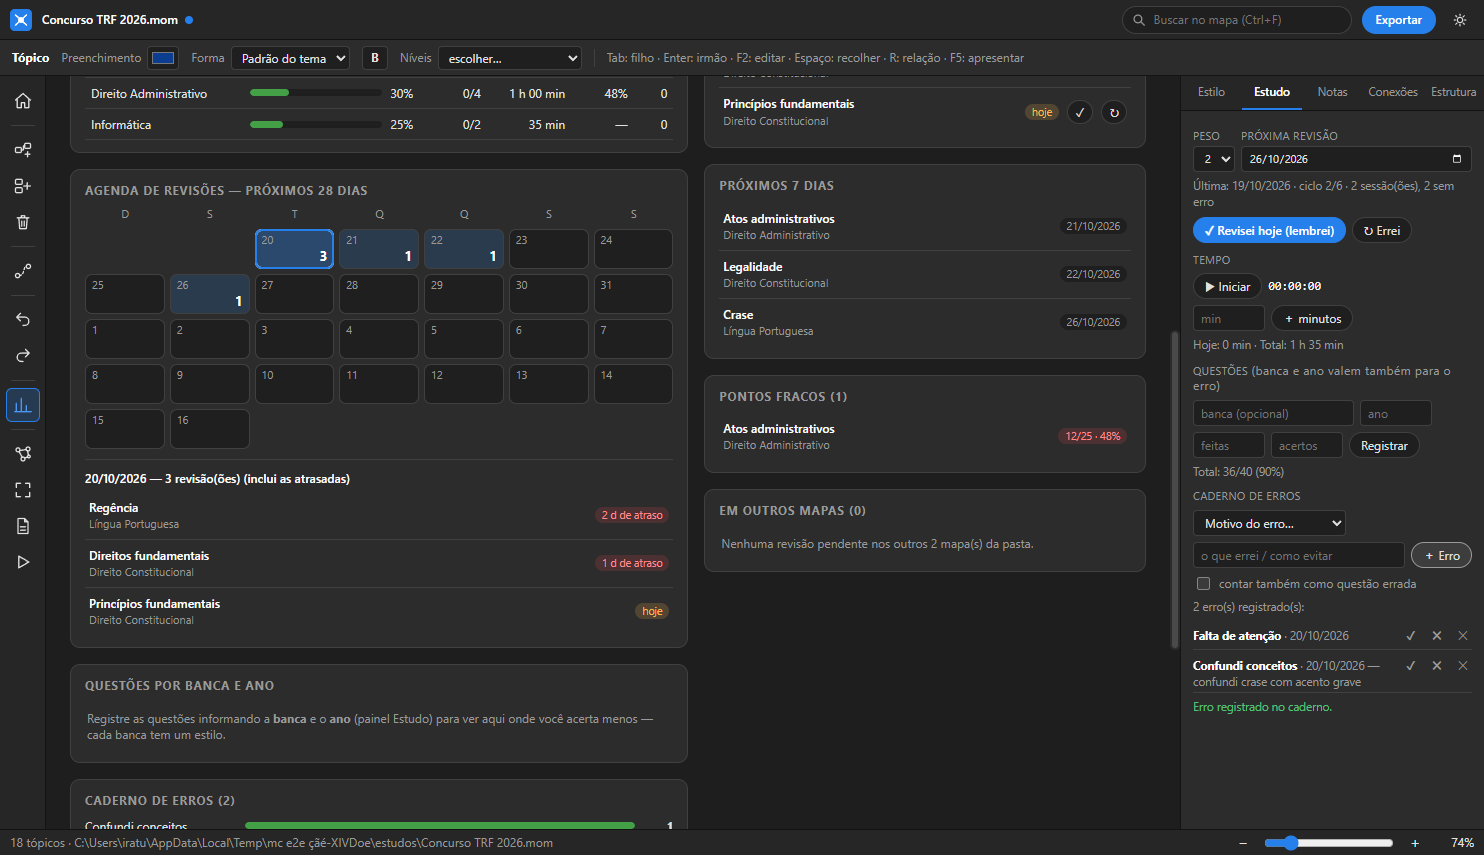 Concurso TRF 2026.mom
Buscar no mapa (Ctrl+F)
Exportar
Tópico Preenchimento Forma Padrão do tema B Níveis escolher... Tab: filho · Enter: irmão · F2: editar · Espaço: recolher · R: relação · F5: apresentar
Direito Administrativo 30% 0/4 1 h 00 min 48% 0
Informática 25% 0/2 35 min — 0
AGENDA DE REVISÕES — PRÓXIMOS 28 DIAS
D S T Q Q S S
20 3 21 1 22 1 23 24
25 26 1 27 28 29 30 31
1 2 3 4 5 6 7
8 9 10 11 12 13 14
15 16
20/10/2026 — 3 revisão(ões) (inclui as atrasadas)
Regência
Língua Portuguesa
2 d de atraso
Direitos fundamentais
Direito Constitucional
1 d de atraso
Princípios fundamentais
Direito Constitucional
hoje
QUESTÕES POR BANCA E ANO
Registre as questões informando a banca e o ano (painel Estudo) para ver aqui onde você acerta menos —
cada banca tem um estilo.
CADERNO DE ERROS (2)
Confundi conceitos 1
Princípios fundamentais
Direito Constitucional
hoje ✓ ↻
PRÓXIMOS 7 DIAS
Atos administrativos
Direito Administrativo
21/10/2026
Legalidade
Direito Constitucional
22/10/2026
Crase
Língua Portuguesa
26/10/2026
PONTOS FRACOS (1)
Atos administrativos
Direito Administrativo
12/25 · 48%
EM OUTROS MAPAS (0)
Nenhuma revisão pendente nos outros 2 mapa(s) da pasta.
Estilo Estudo Notas Conexões Estrutura
PESO PRÓXIMA REVISÃO
2 26/10/2026
Última: 19/10/2026 · ciclo 2/6 · 2 sessão(ões), 2 sem
erro
✓ Revisei hoje (lembrei) ↻ Errei
TEMPO
▶ Iniciar 00:00:00
min + minutos
Hoje: 0 min · Total: 1 h 35 min
QUESTÕES (banca e ano valem também para o
erro)
banca (opcional) ano
feitas acertos Registrar
Total: 36/40 (90%)
CADERNO DE ERROS
Motivo do erro...
o que errei / como evitar + Erro
contar também como questão errada
2 erro(s) registrado(s):
Falta de atenção · 20/10/2026
Confundi conceitos · 20/10/2026 —
confundi crase com acento grave
Erro registrado no caderno.
18 tópicos · C:\Users\iratu\AppData\Local\Temp\mc e2e çãé-XIVDoe\estudos\Concurso TRF 2026.mom
− + 74%